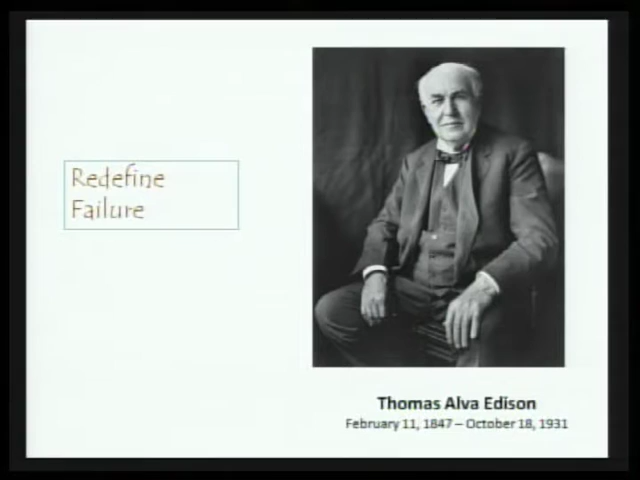 Redefine
Failure
Thomas Alva Edison
February 11, 1847 – October 18, 1931